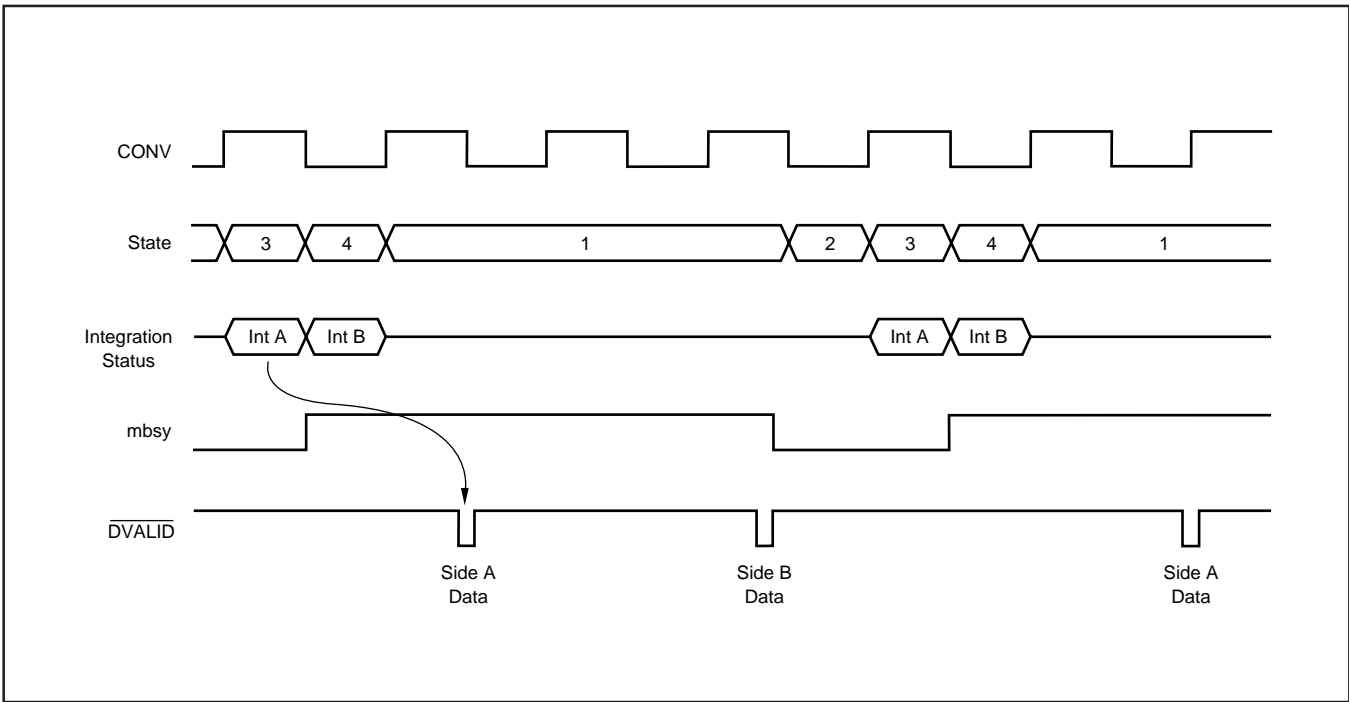 CONV
State
3
4
1
2
3
4
1
Integration
Status
Int A
Int B
Int A
Int B
mbsy
DVALID
Side A
Data
Side B
Data
Side A
Data